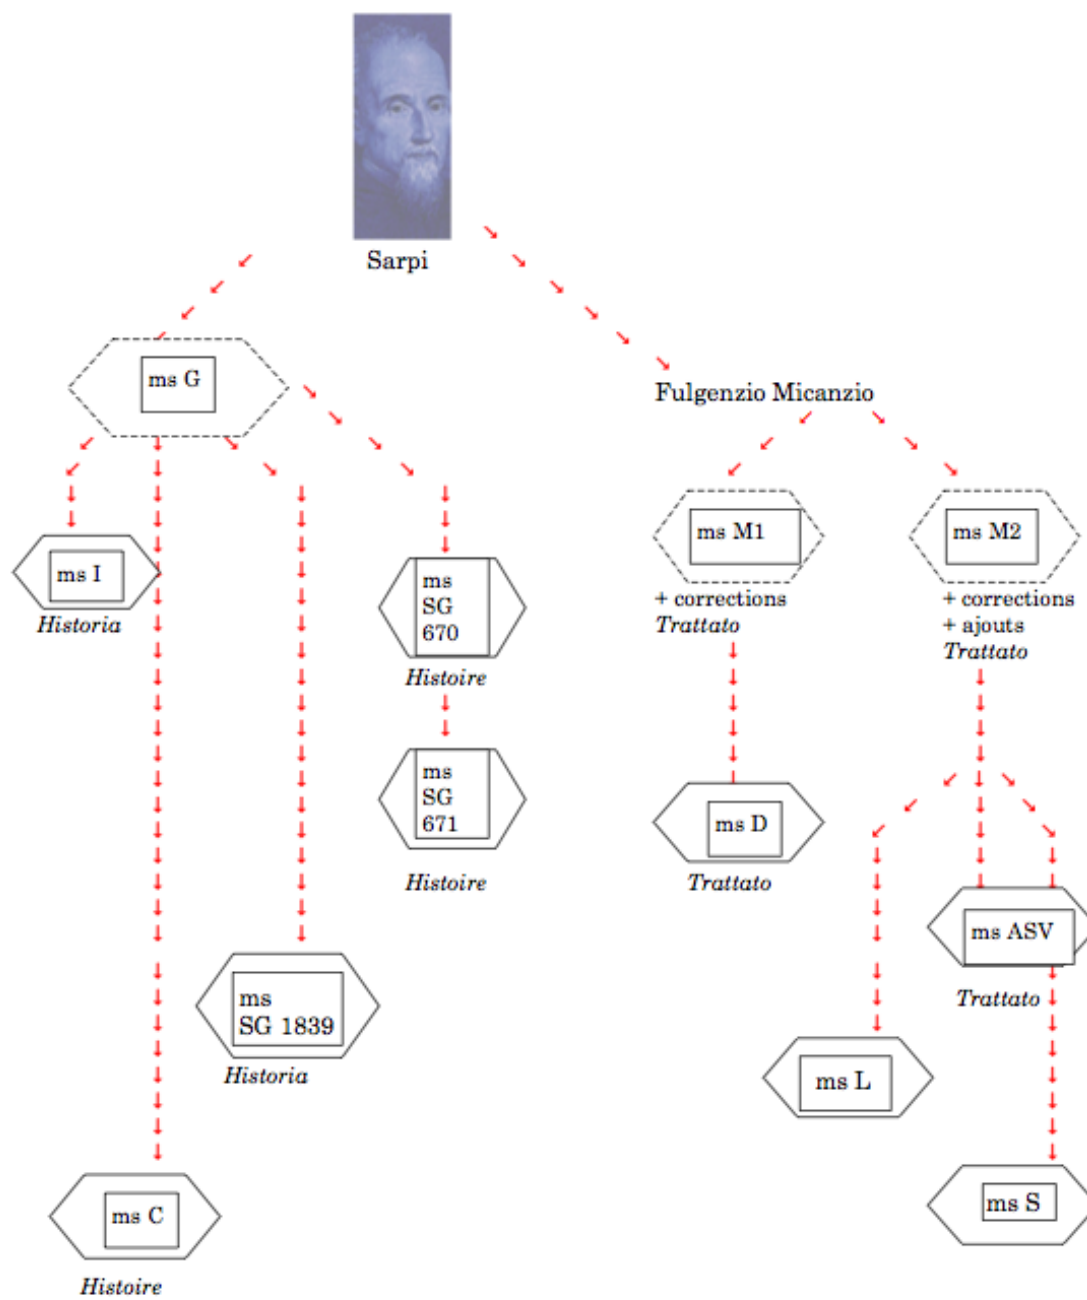 Sarpi
ms G
Fulgenzio Micanzio
ms I
Historia
ms
SG
670
Histoire
ms M1
+ corrections
Trattato
ms M2
+ corrections
+ ajouts
Trattato
ms
SG
671
Histoire
ms D
Trattato
ms ASV
Trattato
ms
SG 1839
Historia
ms L
ms C
Histoire
ms S